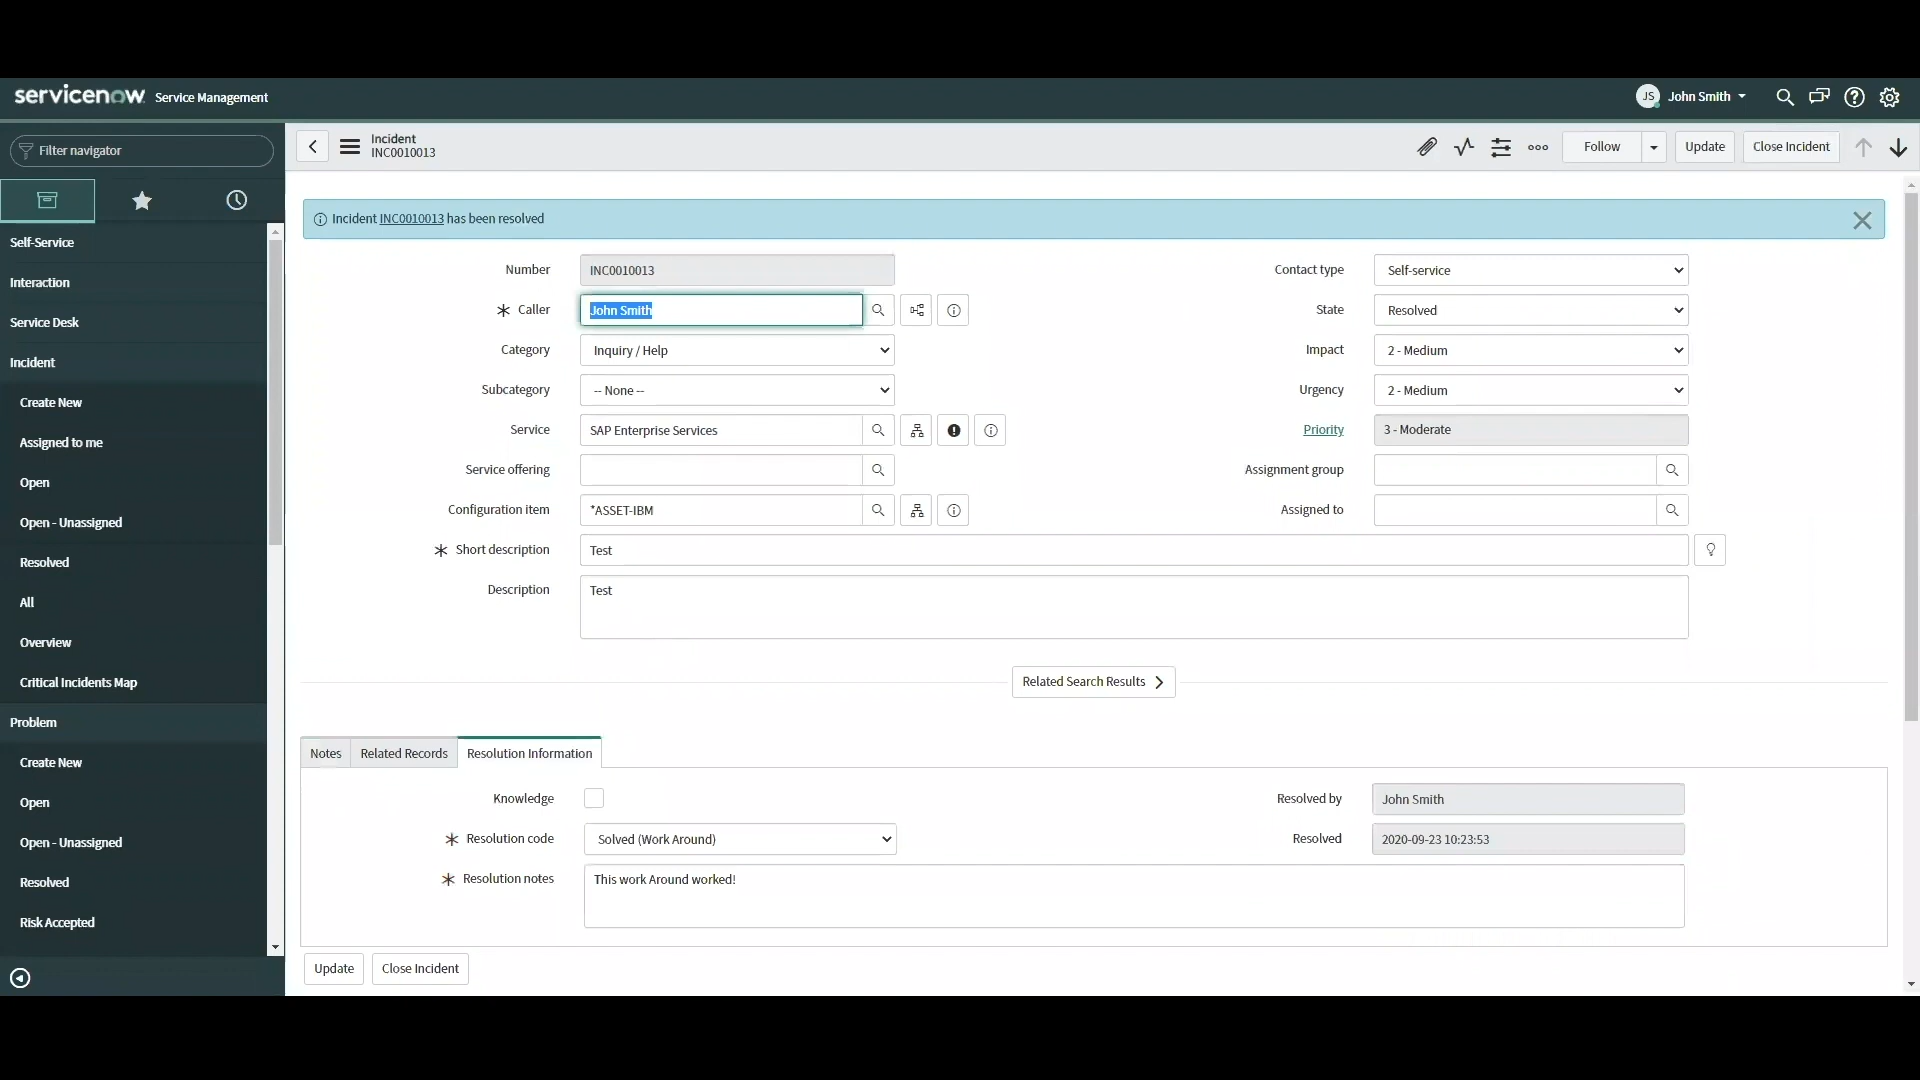 servicenow Service Management
JS John Smith
Filter navigator
Incident
INC0010013
Follow Update Close Incident
Self-Service
Interaction
Service Desk
Incident
Create New
Assigned to me
Open
Open - Unassigned
Resolved
All
Overview
Critical Incidents Map
Problem
Create New
Open
Open - Unassigned
Resolved
Risk Accepted
Incident INC0010013 has been resolved
Number INC0010013
Caller John Smith
Category Inquiry / Help
Subcategory -- None --
Service SAP Enterprise Services
Service offering
Configuration item *ASSET-IBM
Contact type Self-service
State Resolved
Impact 2 - Medium
Urgency 2 - Medium
Priority 3 - Moderate
Assignment group
Assigned to
Short description Test
Description Test
Related Search Results
Notes Related Records Resolution Information
Knowledge
Resolution code Solved (Work Around)
Resolved by John Smith
Resolved 2020-09-23 10:23:53
Resolution notes This work Around worked!
Update Close Incident